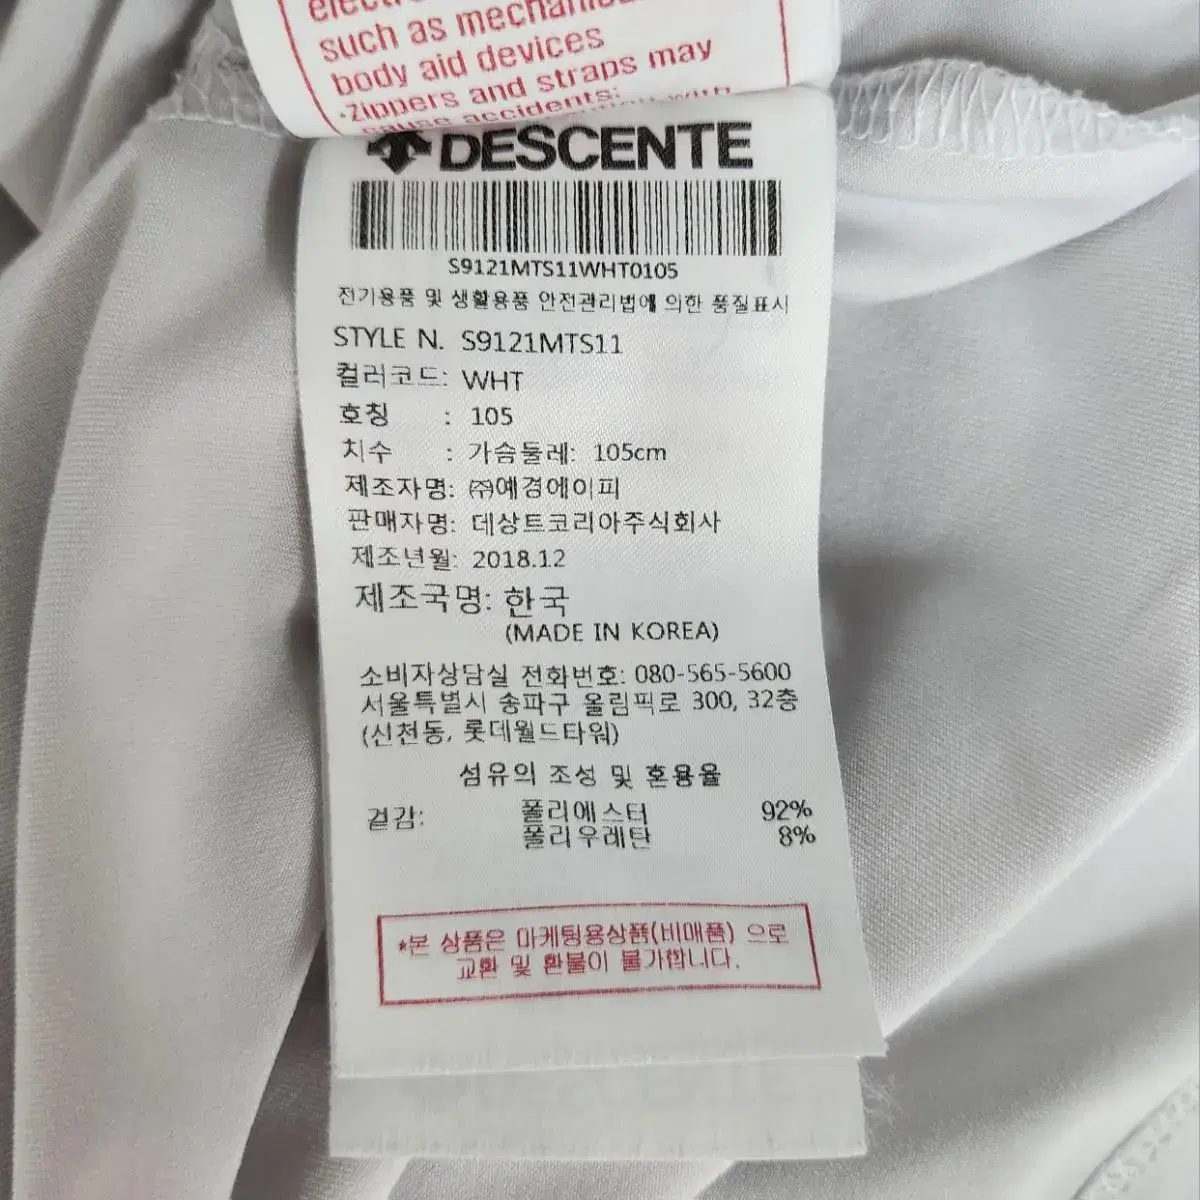 such as mechanical
body aid devices
·zippers and straps may
cause accidents;
DESCENTE
S9121MTS11WHT0105
전기용품 및 생활용품 안전관리법에 의한 품질표시
STYLE N. S9121MTS11
컬러코드: WHT
호칭 : 105
치수 : 가슴둘레: 105cm
제조자명: ㈜예경에이피
판매자명: 데상트코리아주식회사
제조년월: 2018.12
제조국명: 한국
(MADE IN KOREA)
소비자상담실 전화번호: 080-565-5600
서울특별시 송파구 올림픽로 300, 32층
(신천동, 롯데월드타워)
섬유의 조성 및 혼용율
겉감: 폴리에스터 92%
폴리우레탄 8%
*본 상품은 마케팅용상품(비매품) 으로
교환 및 환불이 불가합니다.